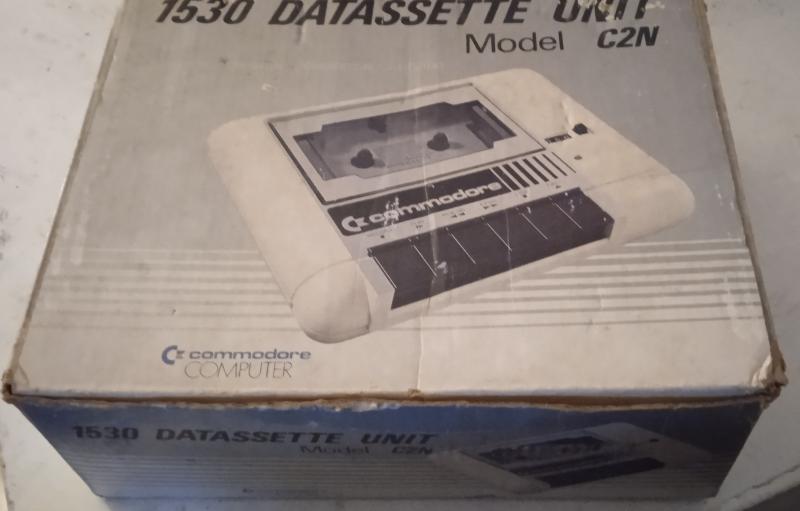 1530 DATASSETTE UNIT
Model C2N
commodore
commodore
COMPUTER
1530 DATASSETTE UNIT
Model C2N